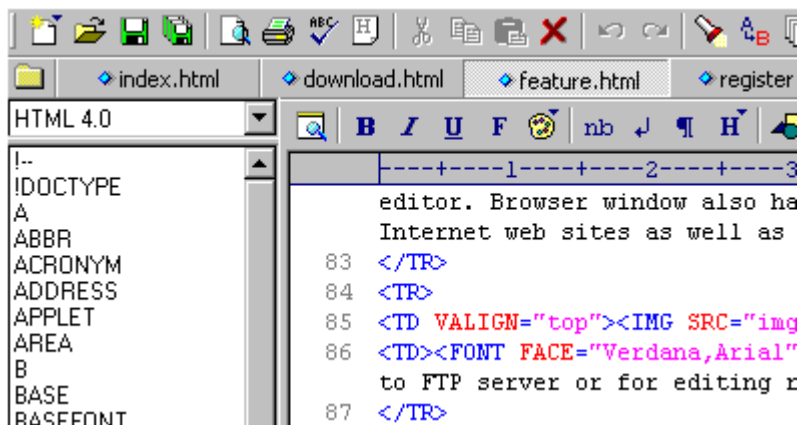 ABC
H
A B
index.html download.html feature.html register
HTML 4.0
B I U F nb ¶ H
!--
!DOCTYPE
A
ABBR
ACRONYM
ADDRESS
APPLET
AREA
B
BASE
BASEFONT
----+----1----+----2----+----3
editor. Browser window also ha
Internet web sites as well as
83 </TR>
84 <TR>
85 <TD VALIGN="top"><IMG SRC="img
86 <TD><FONT FACE="Verdana,Arial"
to FTP server or for editing r
87 </TR>